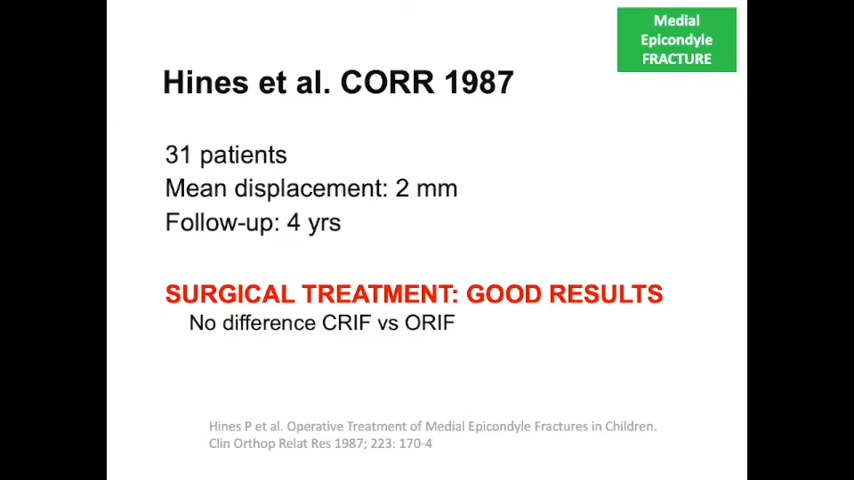 Medial
Epicondyle
FRACTURE
Hines et al. CORR 1987
31 patients
Mean displacement: 2 mm
Follow-up: 4 yrs
SURGICAL TREATMENT: GOOD RESULTS
No difference CRIF vs ORIF
Hines P et al. Operative Treatment of Medial Epicondyle Fractures in Children.
Clin Orthop Relat Res 1987; 223: 170-4